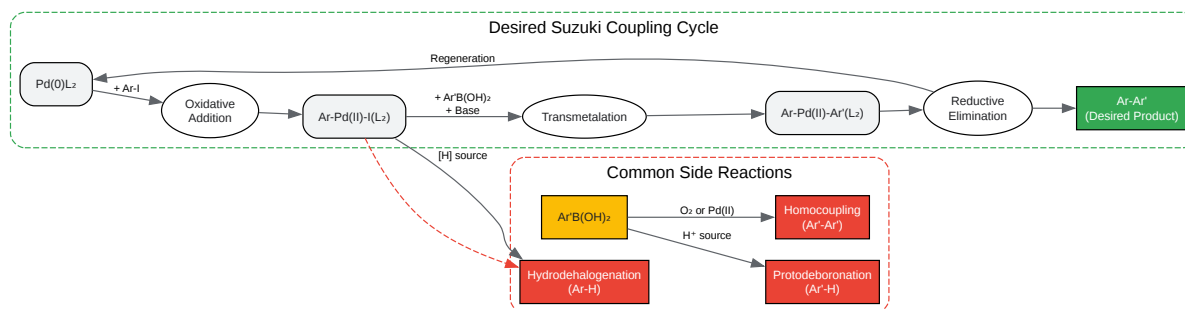 Desired Suzuki Coupling Cycle
Regeneration
Pd(0)L₂
+ Ar-I
Oxidative
Addition
Ar-Pd(II)-I(L₂)
+ Ar'B(OH)₂
+ Base
Transmetalation
Ar-Pd(II)-Ar'(L₂)
Reductive
Elimination
Ar-Ar'
(Desired Product)
[H] source
Common Side Reactions
Ar'B(OH)₂
O₂ or Pd(II)
Homocoupling
(Ar'-Ar')
H⁺ source
Hydrodehalogenation
(Ar-H)
Protodeboronation
(Ar'-H)